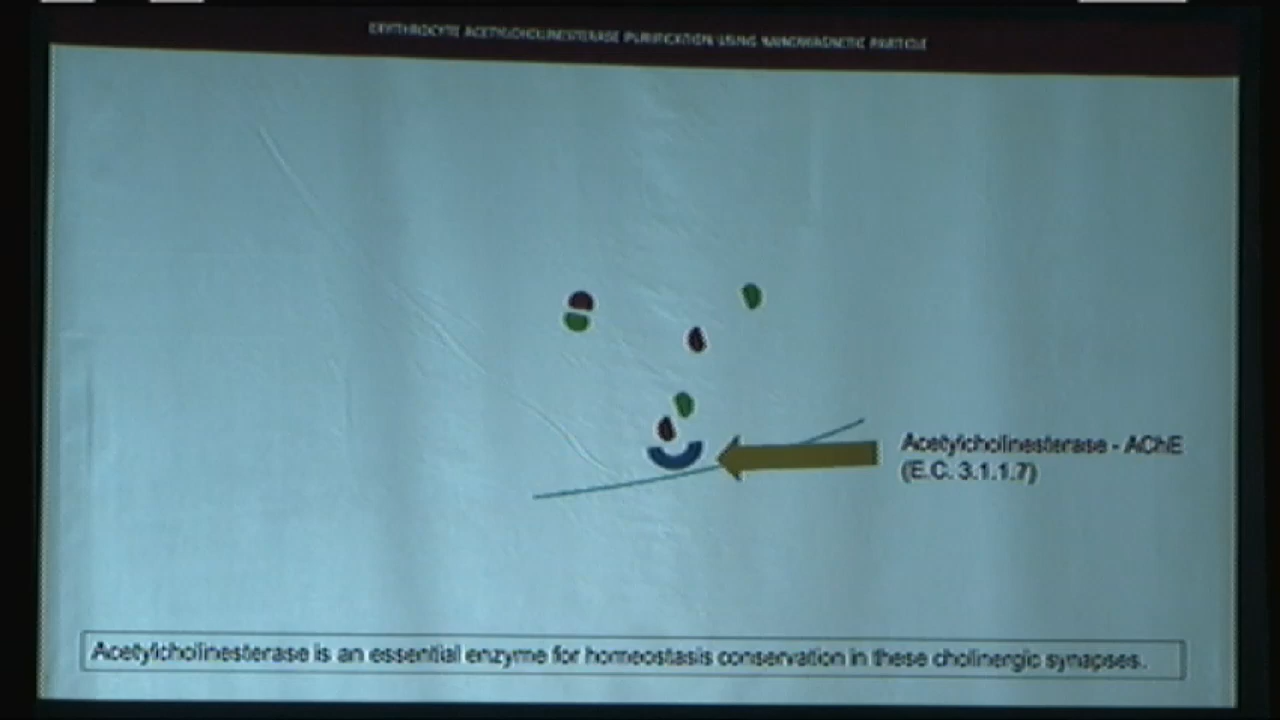 ERYTHROCYTE ACETYLCHOLINESTERASE PURIFICATION USING NANOMAGNETIC PARTICLE
Acetylcholinesterase - AChE
(E.C. 3.1.1.7)
Acetylcholinesterase is an essential enzyme for homeostasis conservation in these cholinergic synapses.